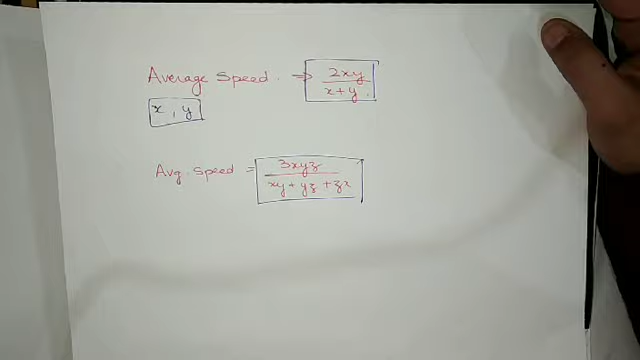 Average Speed. ⇒ 2xy / x+y.
x, y
Avg. Speed = 3xyz / xy+yz+zx